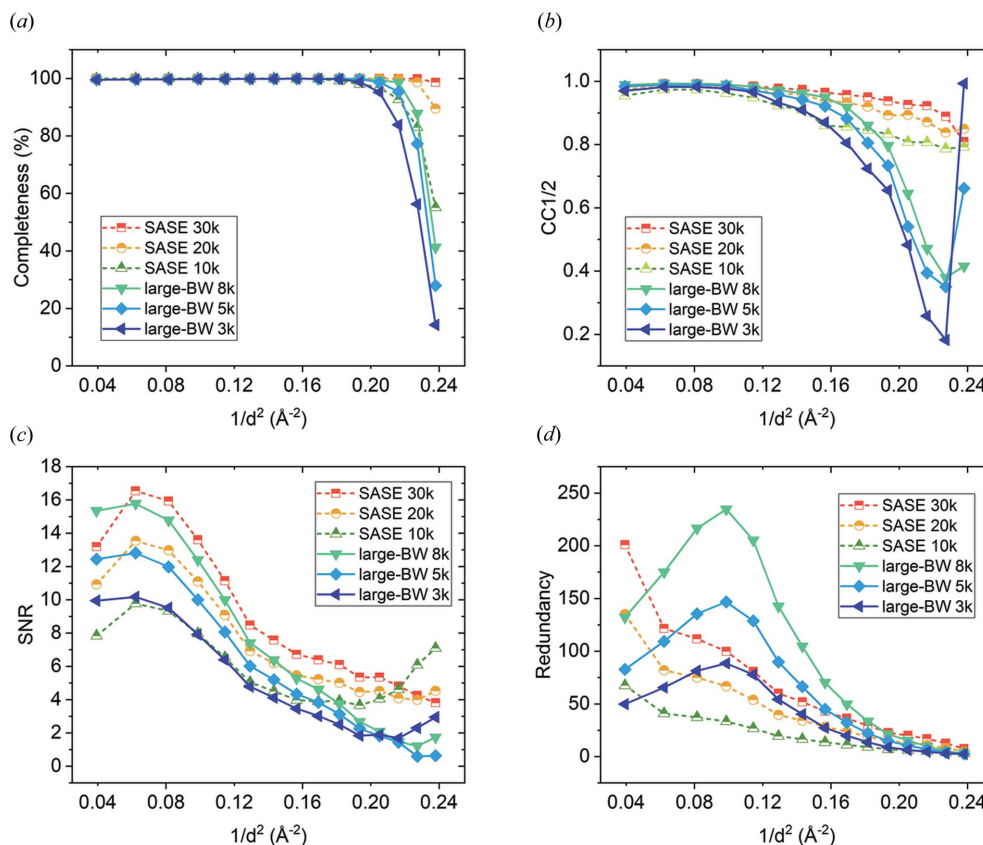 (a)
100
80
60
40
20
0
Completeness (%)
SASE 30k
SASE 20k
SASE 10k
large-BW 8k
large-BW 5k
large-BW 3k
0.04 0.08 0.12 0.16 0.20 0.24
1/d² (Å⁻²)
(b)
1.0
0.8
0.6
0.4
0.2
CC1/2
SASE 30k
SASE 20k
SASE 10k
large-BW 8k
large-BW 5k
large-BW 3k
0.04 0.08 0.12 0.16 0.20 0.24
1/d² (Å⁻²)
(c)
18
16
14
12
10
8
6
4
2
0
SNR
SASE 30k
SASE 20k
SASE 10k
large-BW 8k
large-BW 5k
large-BW 3k
0.04 0.08 0.12 0.16 0.20 0.24
1/d² (Å⁻²)
(d)
250
200
150
100
50
0
Redundancy
SASE 30k
SASE 20k
SASE 10k
large-BW 8k
large-BW 5k
large-BW 3k
0.04 0.08 0.12 0.16 0.20 0.24
1/d² (Å⁻²)